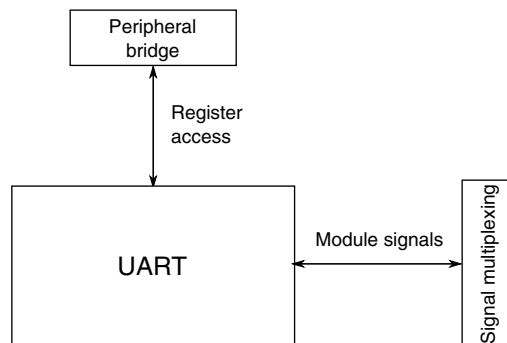 Peripheral
bridge
Register
access
UART
Module signals
Signal multiplexing